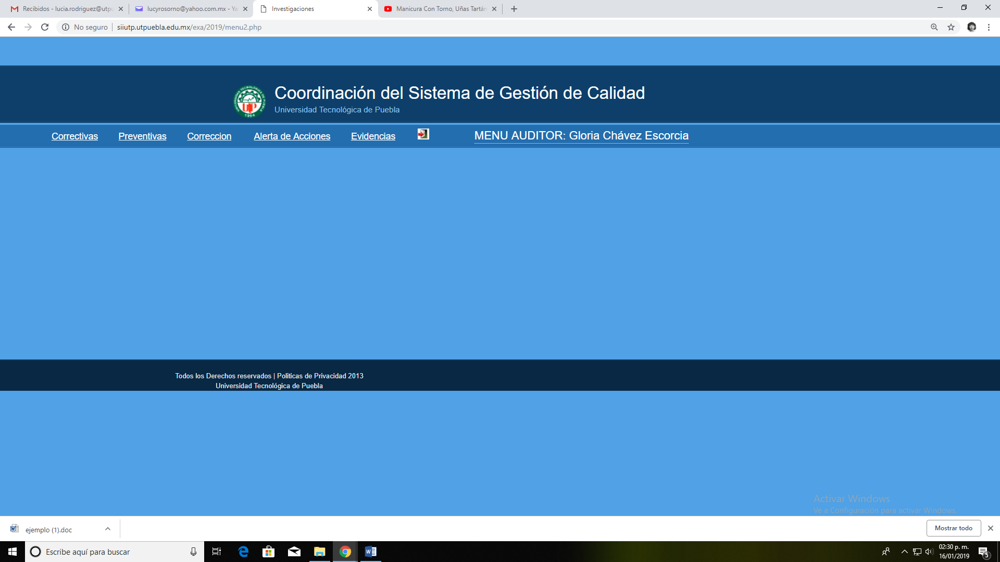 Recibidos - lucia.rodriguez@utpu
lucyrosorno@yahoo.com.mx - Ya
Investigaciones
Manicura Con Torno, Uñas Tartán
No seguro
siiutp.utpuebla.edu.mx/exa/2019/menu2.php
Coordinación del Sistema de Gestión de Calidad
Universidad Tecnológica de Puebla
Correctivas Preventivas Correccion Alerta de Acciones Evidencias MENU AUDITOR: Gloria Chávez Escorcia
Todos los Derechos reservados | Politicas de Privacidad 2013
Universidad Tecnológica de Puebla
Activar Windows
Ve a Configuración para activar Windows.
ejemplo (1).doc
Mostrar todo
Escribe aquí para buscar
02:30 p. m.
16/01/2019
5